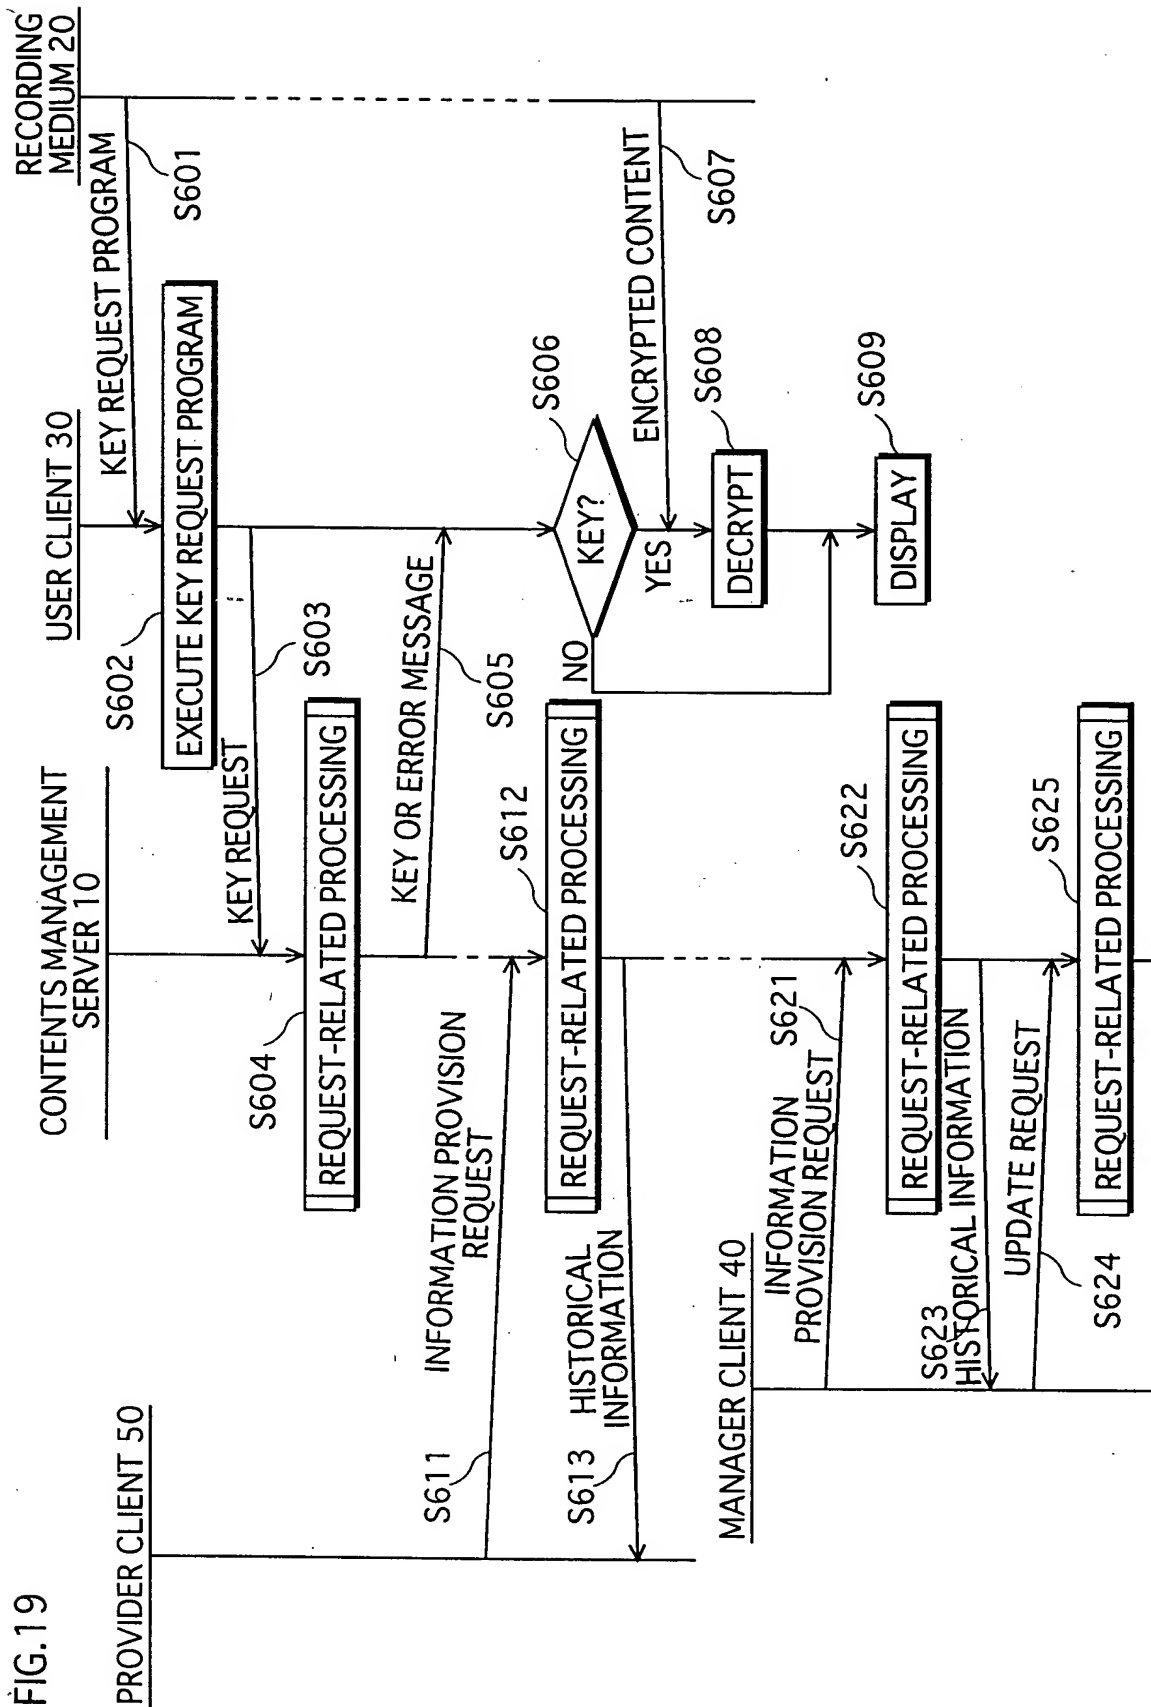 FIG.19
PROVIDER CLIENT 50
CONTENTS MANAGEMENT
SERVER 10
USER CLIENT 30
RECORDING
MEDIUM 20
KEY REQUEST PROGRAM
S601
S602
EXECUTE KEY REQUEST PROGRAM
KEY REQUEST
S603
S604
REQUEST-RELATED PROCESSING
KEY OR ERROR MESSAGE
S605
INFORMATION PROVISION
REQUEST
S611
S612
REQUEST-RELATED PROCESSING
HISTORICAL
INFORMATION
S613
KEY?
S606
NO
YES
ENCRYPTED CONTENT
S607
DECRYPT
S608
DISPLAY
S609
MANAGER CLIENT 40
INFORMATION
PROVISION REQUEST
S621
S622
REQUEST-RELATED PROCESSING
S623
HISTORICAL INFORMATION
UPDATE REQUEST
S624
S625
REQUEST-RELATED PROCESSING